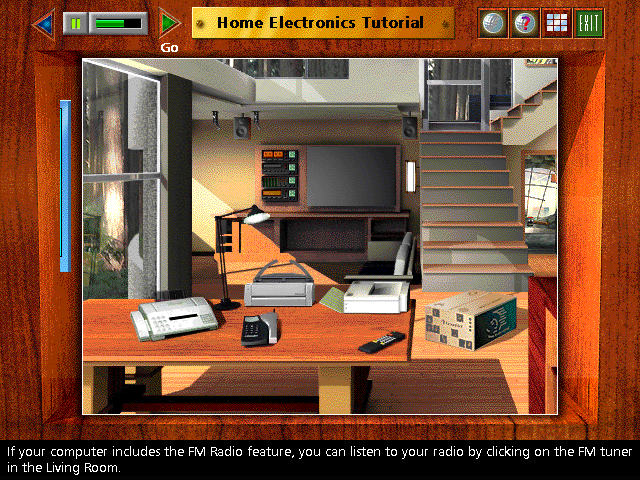 Home Electronics Tutorial
EXIT
Go
If your computer includes the FM Radio feature, you can listen to your radio by clicking on the FM tuner
in the Living Room.